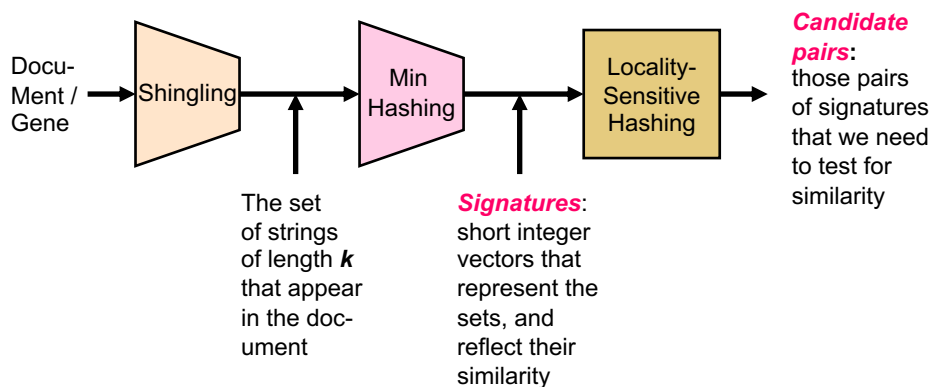 Docu-
Ment /
Gene
Shingling
The set
of strings
of length k
that appear
in the doc-
ument
Min
Hashing
Signatures:
short integer
vectors that
represent the
sets, and
reflect their
similarity
Locality-
Sensitive
Hashing
Candidate
pairs:
those pairs
of signatures
that we need
to test for
similarity